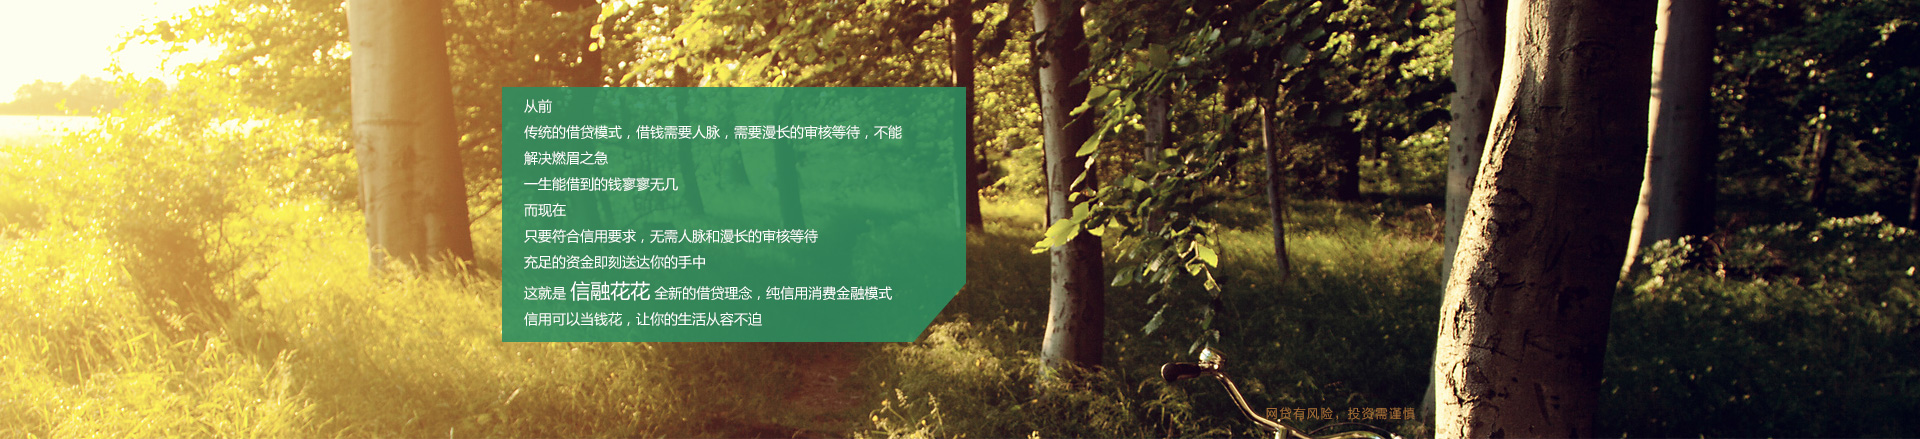 从前
传统的借贷模式，借钱需要人脉，需要漫长的审核等待，不能
解决燃眉之急
一生能借到的钱寥寥无几
而现在
只要符合信用要求，无需人脉和漫长的审核等待
充足的资金即刻送达你的手中
这就是 信融花花 全新的借贷理念，纯信用消费金融模式
信用可以当钱花，让你的生活从容不迫
网贷有风险，投资需谨慎